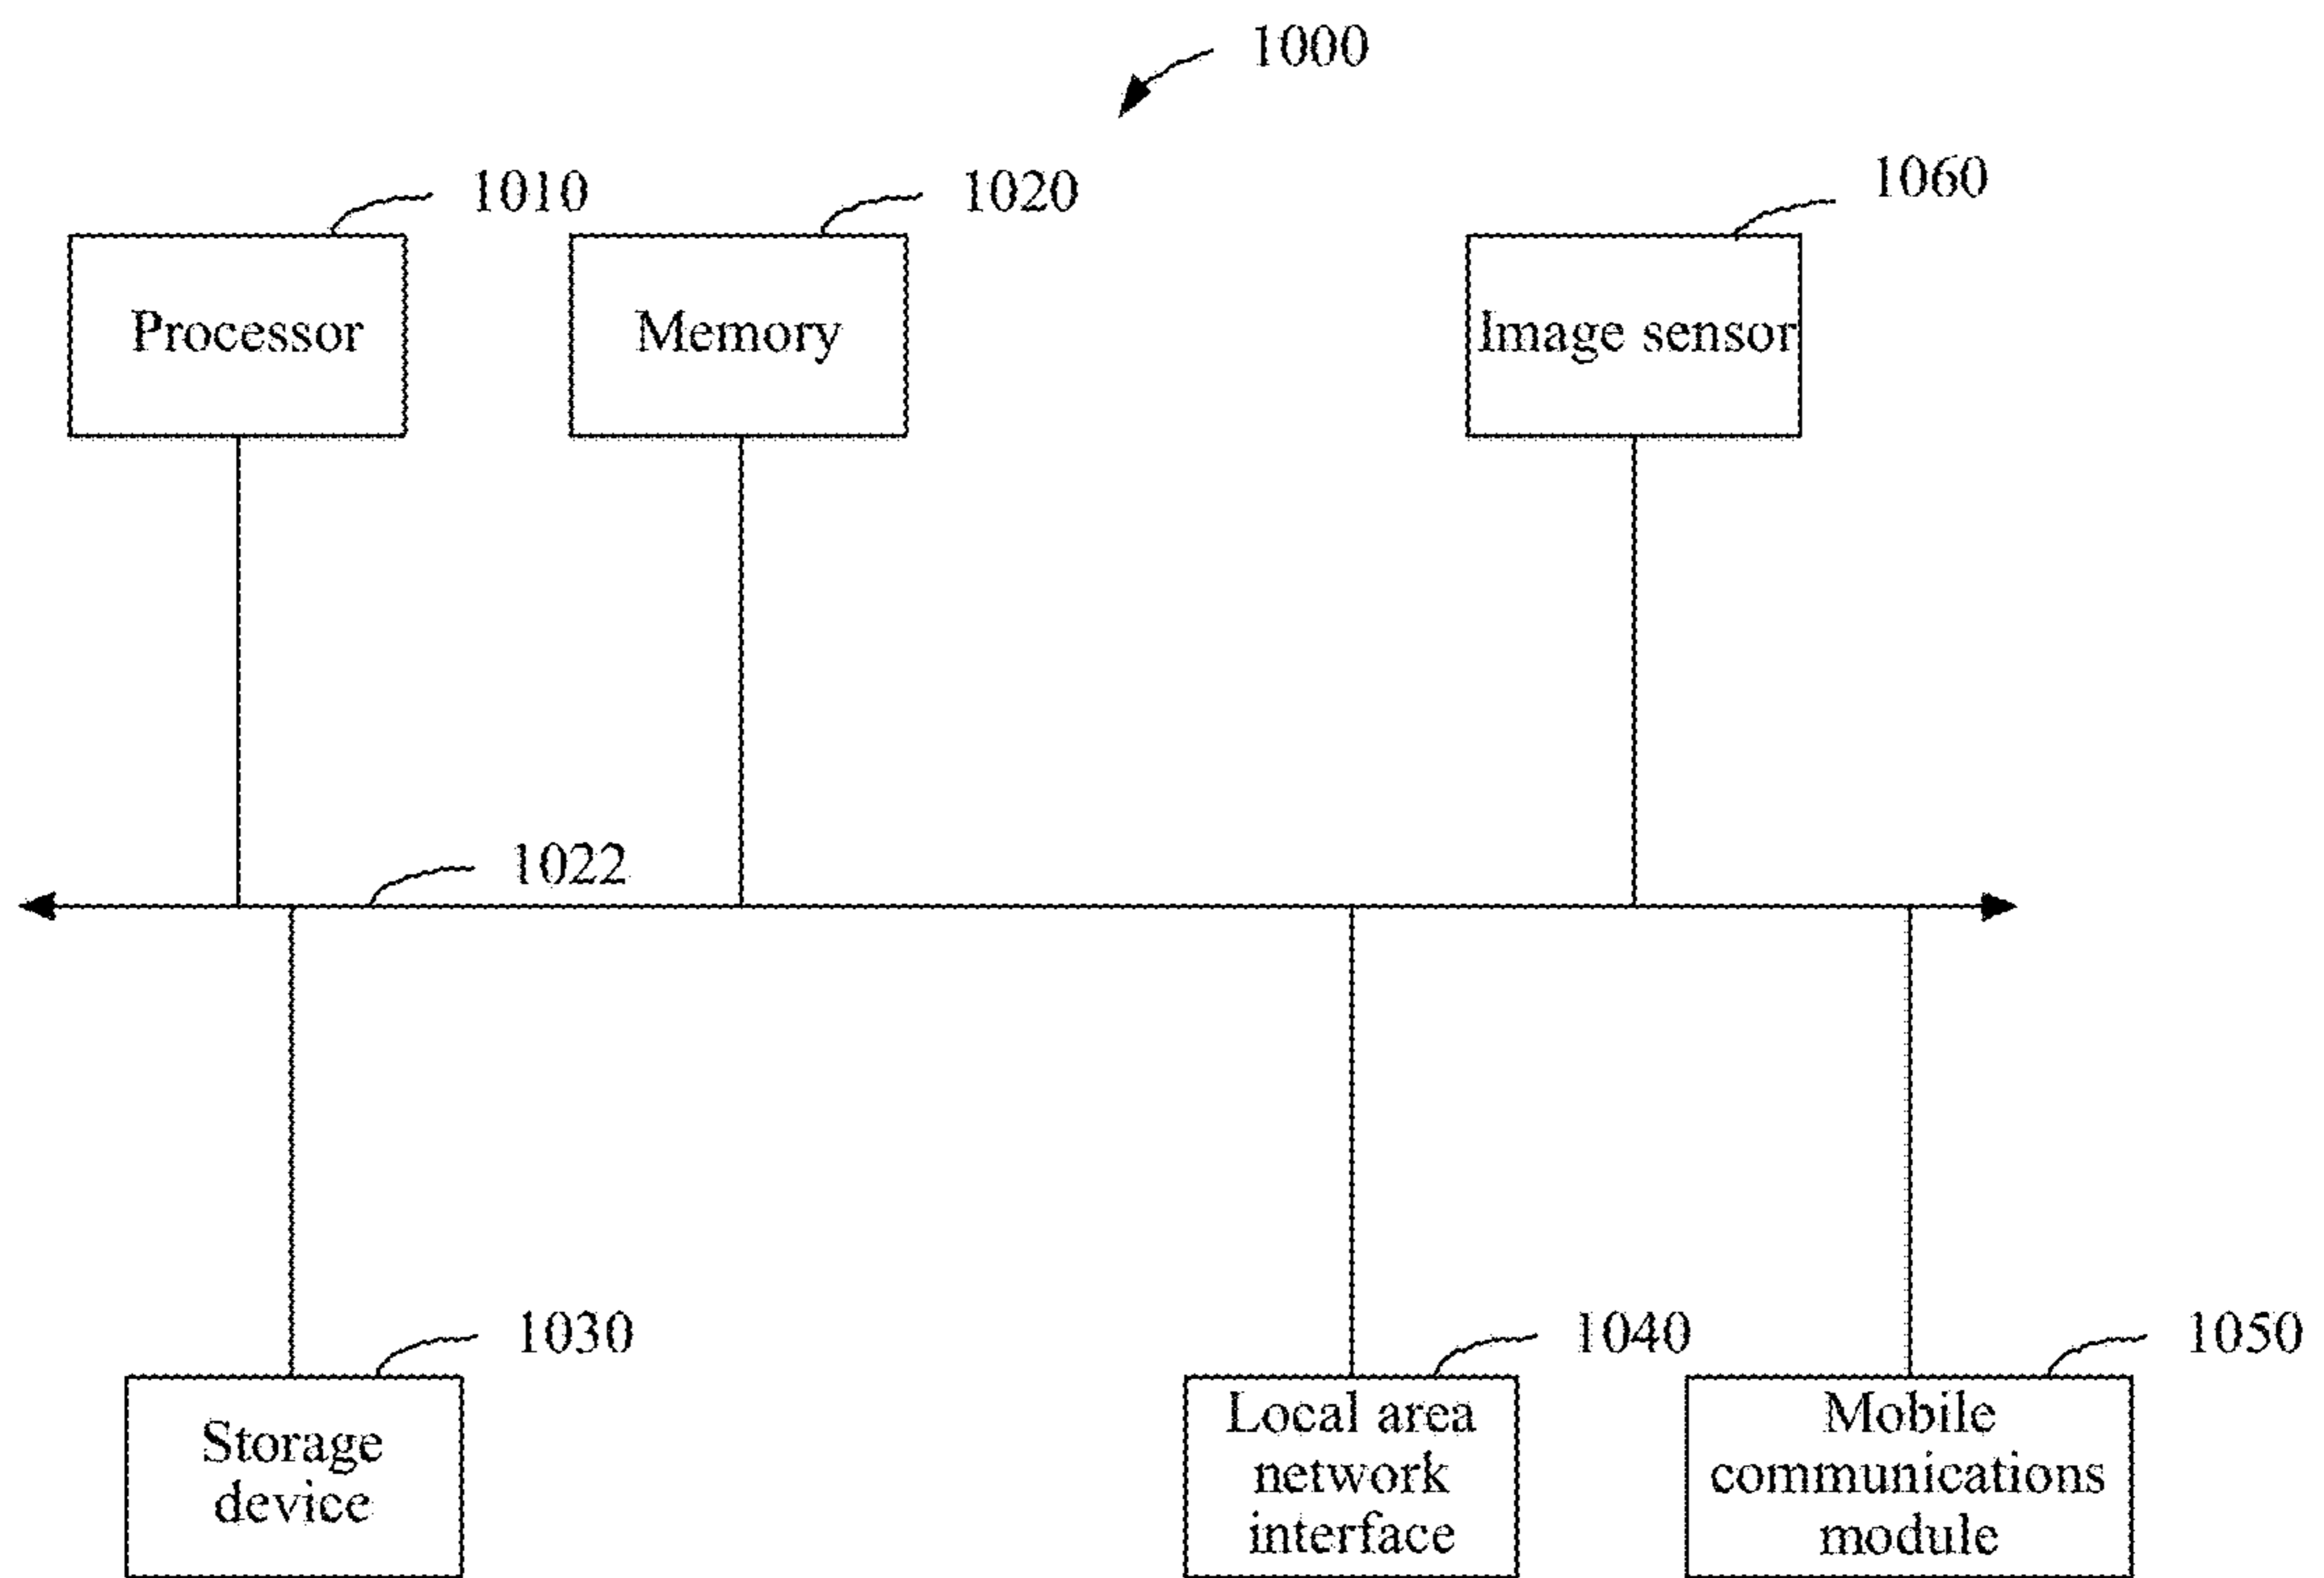 1000
1010
1020
1060
Processor
Memory
Image sensor
1022
1030
1040
1050
Storage
device
Local area
network
interface
Mobile
communications
module